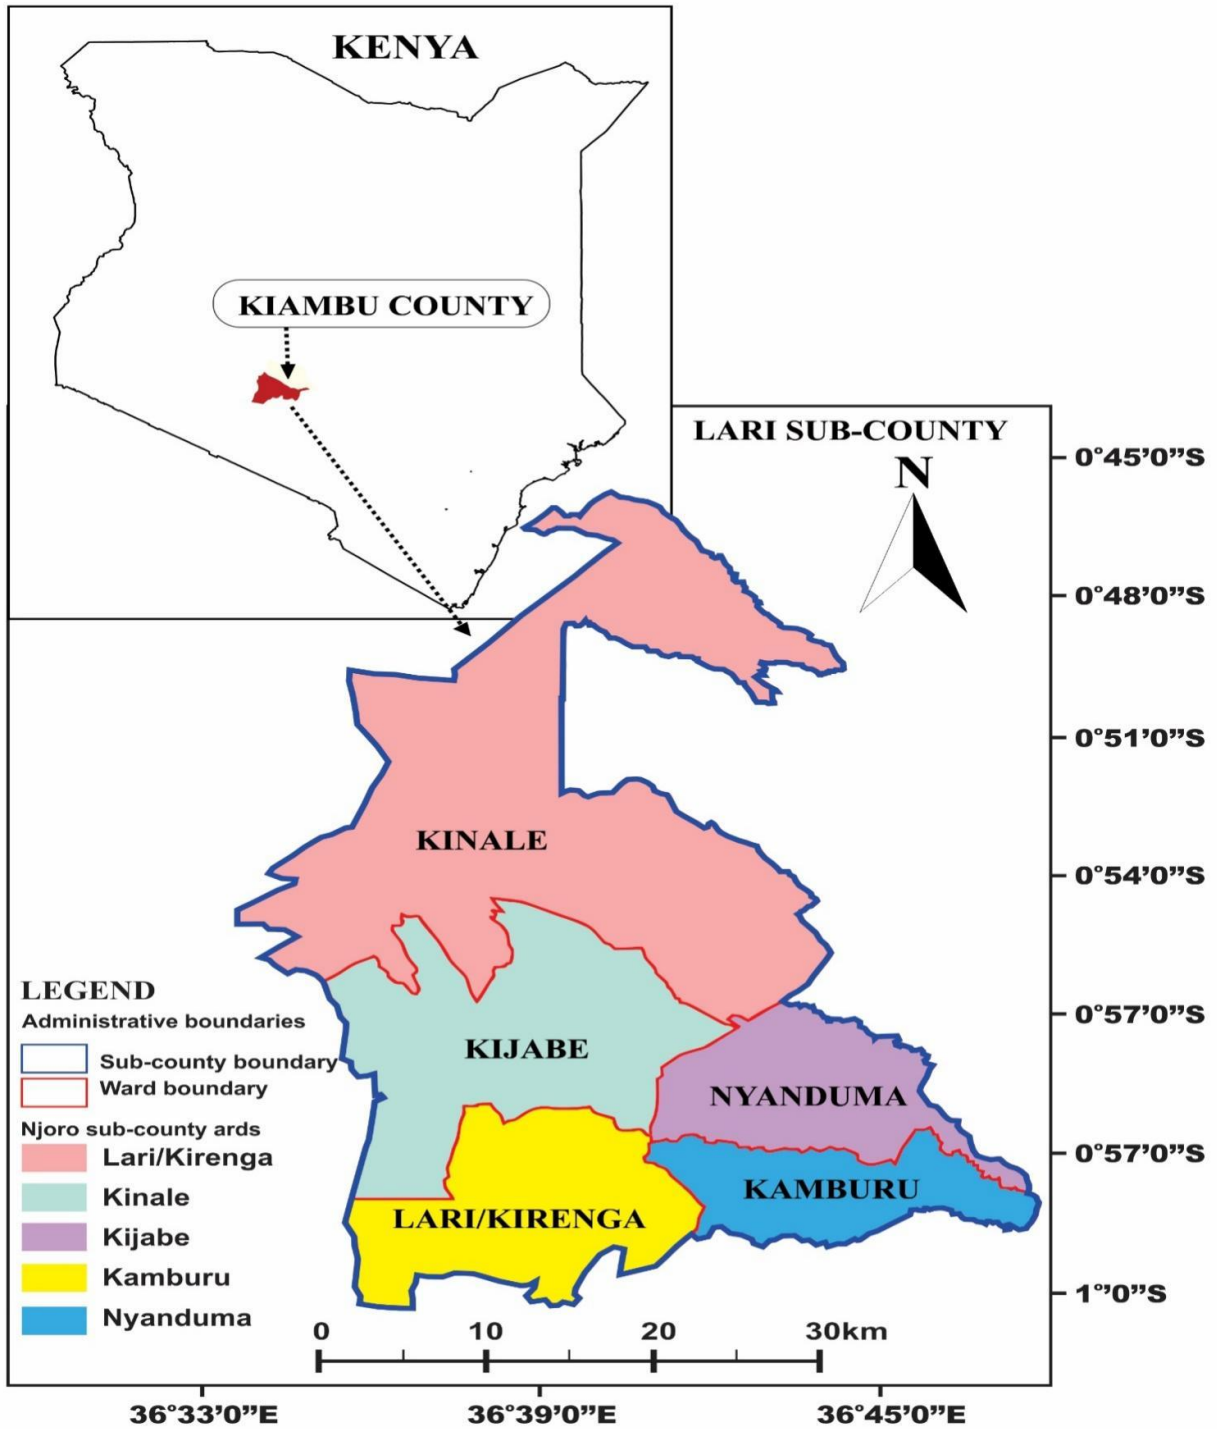 KENYA
KIAMBU COUNTY
LARI SUB-COUNTY
N
0°45'0"S
0°48'0"S
0°51'0"S
0°54'0"S
0°57'0"S
0°57'0"S
1°'0"S
KINALE
KIJABE
NYANDUMA
KAMBURU
LARI/KIRENGA
LEGEND
Administrative boundaries
Sub-county boundary
Ward boundary
Njoro sub-county ards
Lari/Kirenga
Kinale
Kijabe
Kamburu
Nyanduma
0 10 20 30km
36°33'0"E 36°39'0"E 36°45'0"E